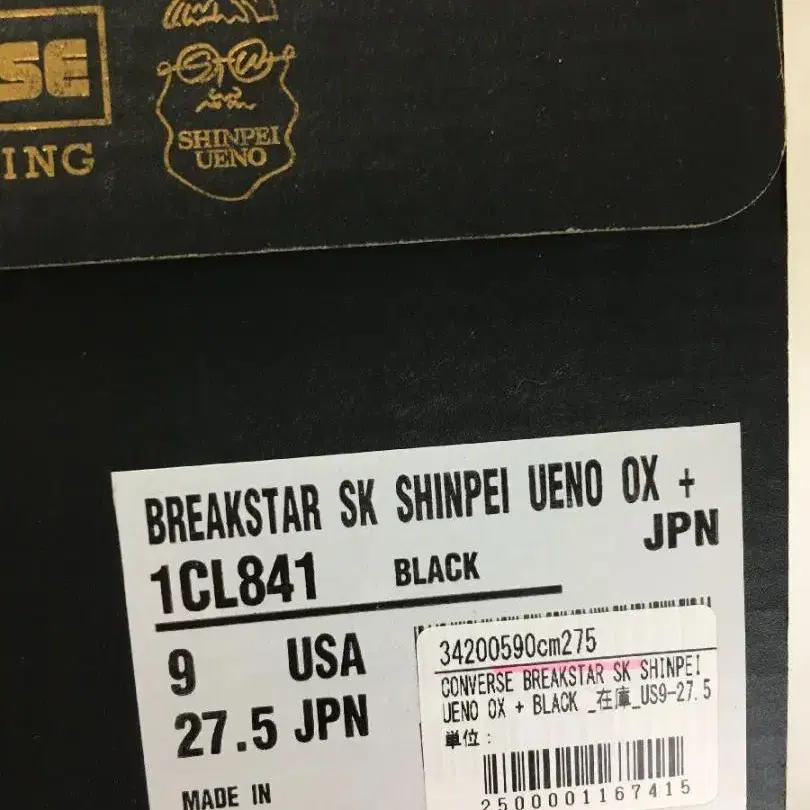 SE
ING
SHINPEI
UENO
BREAKSTAR SK SHINPEI UENO OX +
JPN
1CL841 BLACK
9 USA
27.5 JPN
MADE IN
34200590cm275
CONVERSE BREAKSTAR SK SHINPEI
UENO OX + BLACK _在庫_US9-27.5
単位:
2500001167415